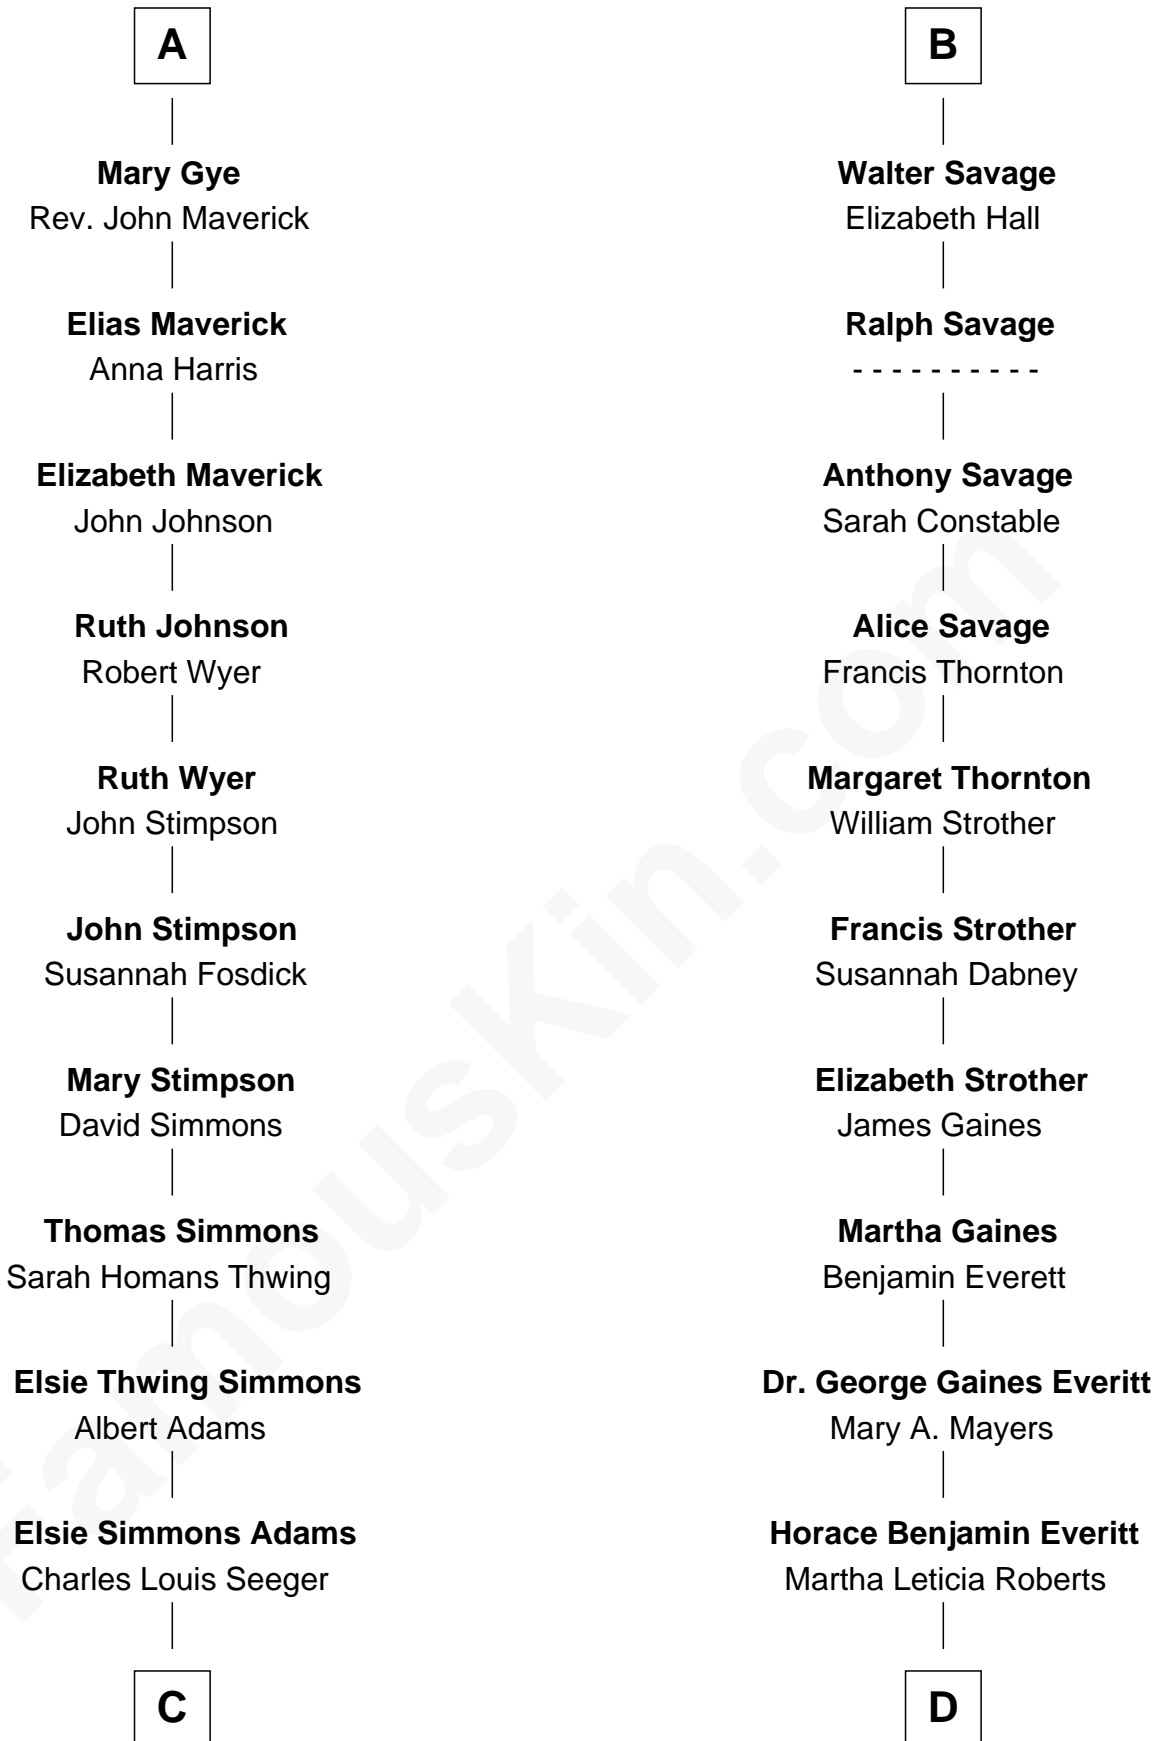 A
Mary Gye
Rev. John Maverick
Elias Maverick
Anna Harris
Elizabeth Maverick
John Johnson
Ruth Johnson
Robert Wyer
Ruth Wyer
John Stimpson
John Stimpson
Susannah Fosdick
Mary Stimpson
David Simmons
Thomas Simmons
Sarah Homans Thwing
Elsie Thwing Simmons
Albert Adams
Elsie Simmons Adams
Charles Louis Seeger
C
B
Walter Savage
Elizabeth Hall
Ralph Savage
- - - - - - - - - -
Anthony Savage
Sarah Constable
Alice Savage
Francis Thornton
Margaret Thornton
William Strother
Francis Strother
Susannah Dabney
Elizabeth Strother
James Gaines
Martha Gaines
Benjamin Everett
Dr. George Gaines Everitt
Mary A. Mayers
Horace Benjamin Everitt
Martha Leticia Roberts
D
FamousKin.com